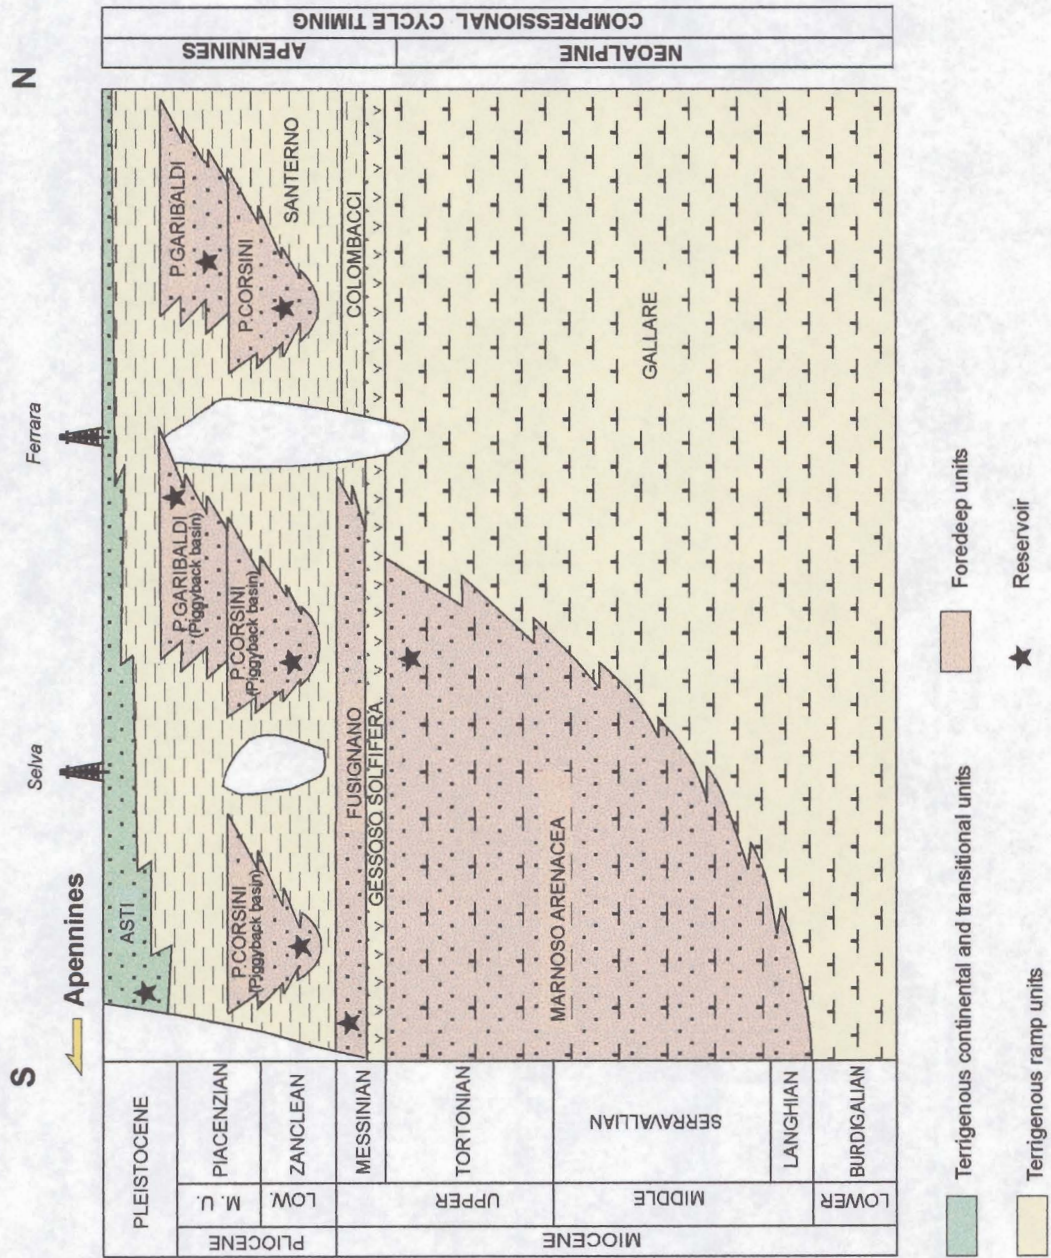 S
N
Apennines
Selva
Ferrara
PLEISTOCENE
PLIOCENE
M. U.
LOW.
PIACENZIAN
ZANCLEAN
MIOCENE
UPPER
MIDDLE
LOWER
MESSINIAN
TORTONIAN
SERRAVALLIAN
LANGHIAN
BURDIGALIAN
ASTI
P.CORSINI
(Piggyback basin)
P.GARIBALDI
(Piggyback basin)
P.CORSINI
(Piggyback basin)
P.GARIBALDI
P.CORSINI
SANTERNO
FUSIGNANO
COLOMBACCI
GESSOSO SOLFIFERA
MARNOSO ARENACEA
GALLARE
APENNINES
NEOALPINE
COMPRESSIONAL CYCLE TIMING
Terrigenous continental and transitional units
Foredeep units
Terrigenous ramp units
Reservoir